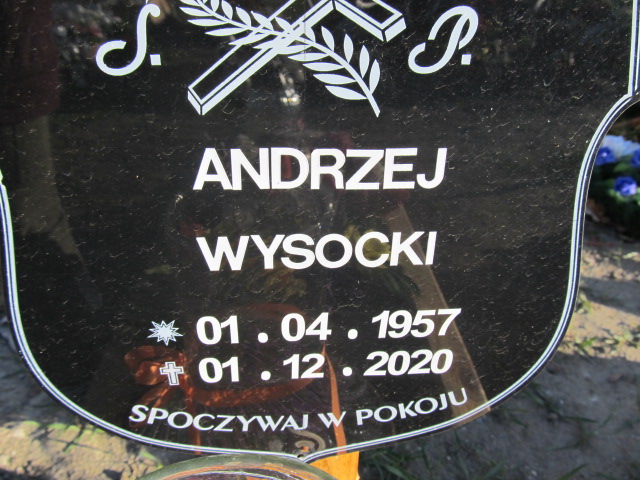 Ś. P.
ANDRZEJ
WYSOCKI
01.04.1957
01.12.2020
SPOCZYWAJ W POKOJU